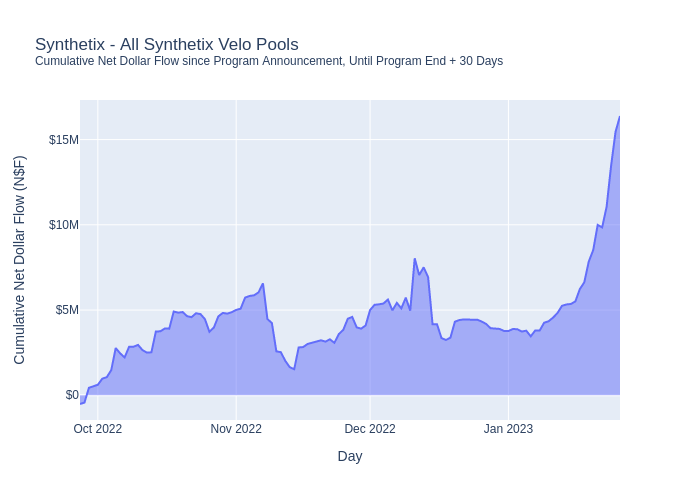 Synthetix - All Synthetix Velo Pools
Cumulative Net Dollar Flow since Program Announcement, Until Program End + 30 Days
Cumulative Net Dollar Flow (N$F)
$15M
$10M
$5M
$0
Oct 2022
Nov 2022
Dec 2022
Jan 2023
Day